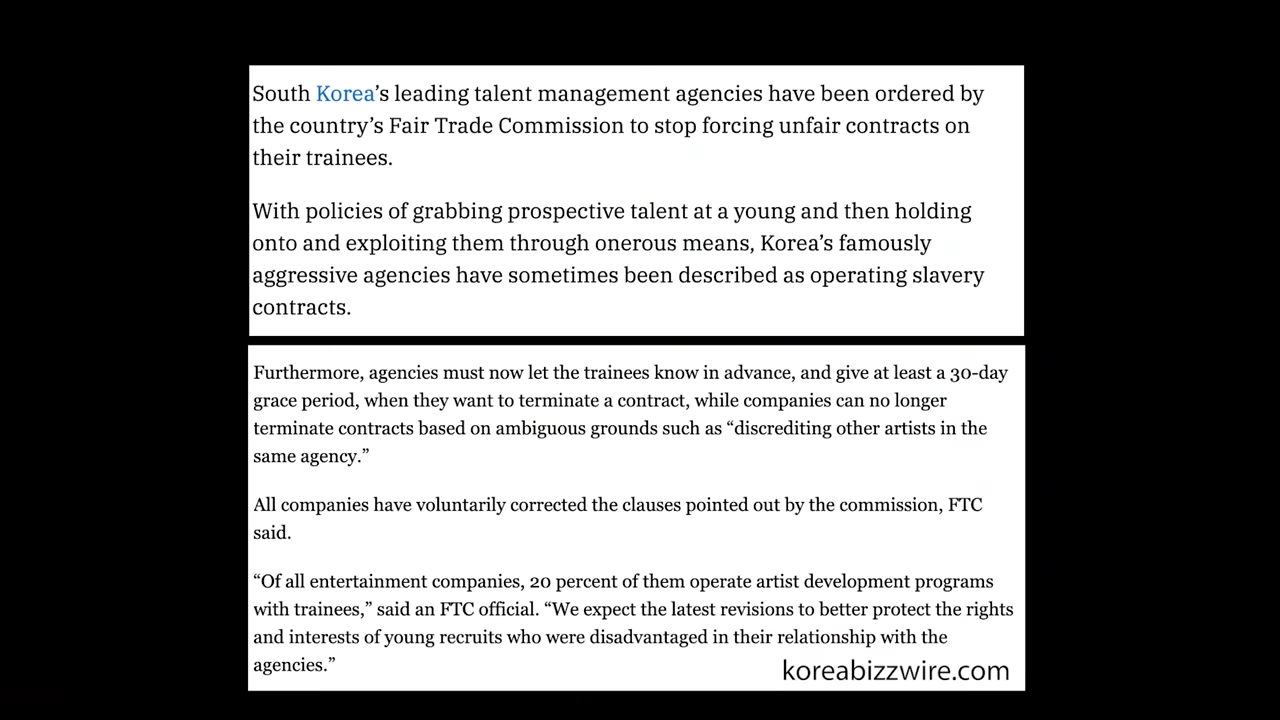 South Korea’s leading talent management agencies have been ordered by
the country’s Fair Trade Commission to stop forcing unfair contracts on
their trainees.
With policies of grabbing prospective talent at a young and then holding
onto and exploiting them through onerous means, Korea’s famously
aggressive agencies have sometimes been described as operating slavery
contracts.
Furthermore, agencies must now let the trainees know in advance, and give at least a 30-day
grace period, when they want to terminate a contract, while companies can no longer
terminate contracts based on ambiguous grounds such as “discrediting other artists in the
same agency.”
All companies have voluntarily corrected the clauses pointed out by the commission, FTC
said.
“Of all entertainment companies, 20 percent of them operate artist development programs
with trainees,” said an FTC official. “We expect the latest revisions to better protect the rights
and interests of young recruits who were disadvantaged in their relationship with the
agencies.”
koreabizzwire.com